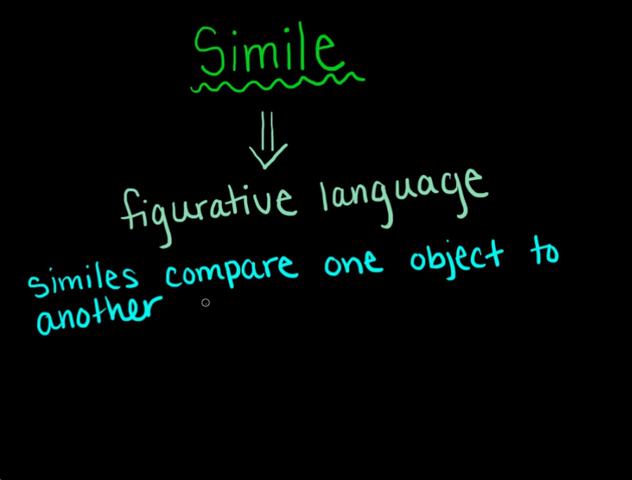 Simile
figurative language
similes compare one object to
another